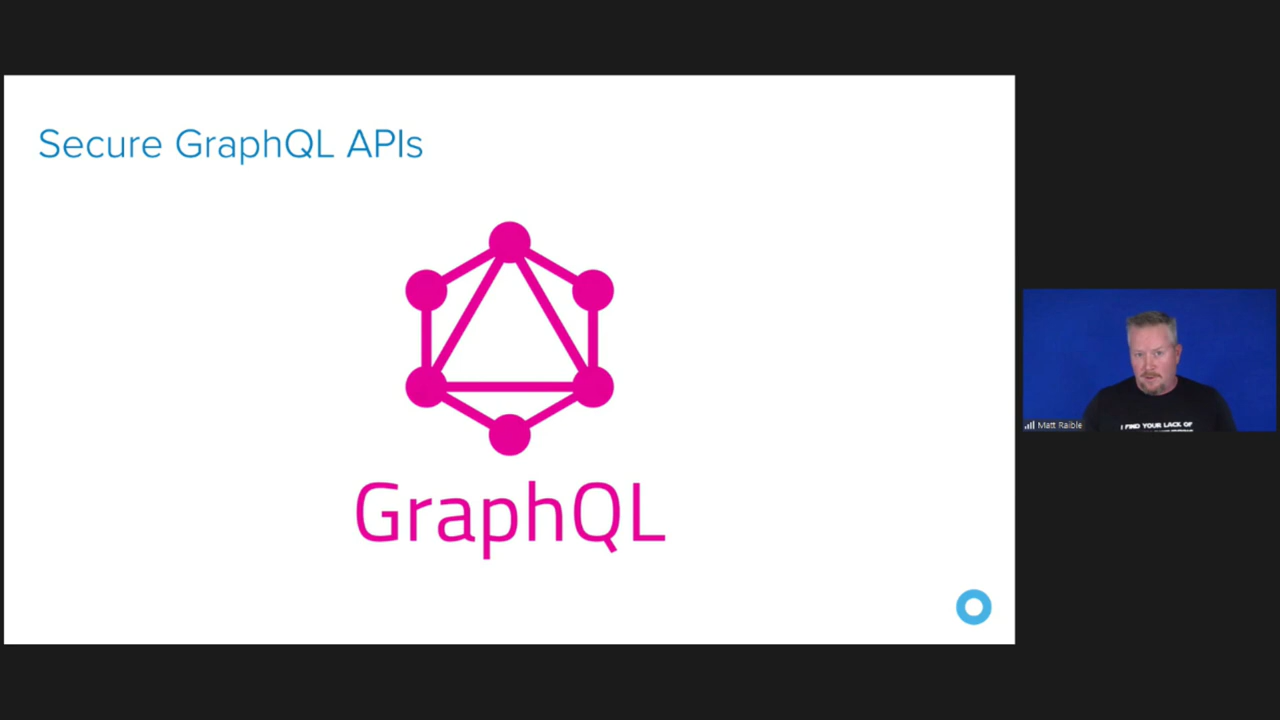 Secure GraphQL APIs
GraphQL
Matt Raible
I FIND YOUR LACK OF